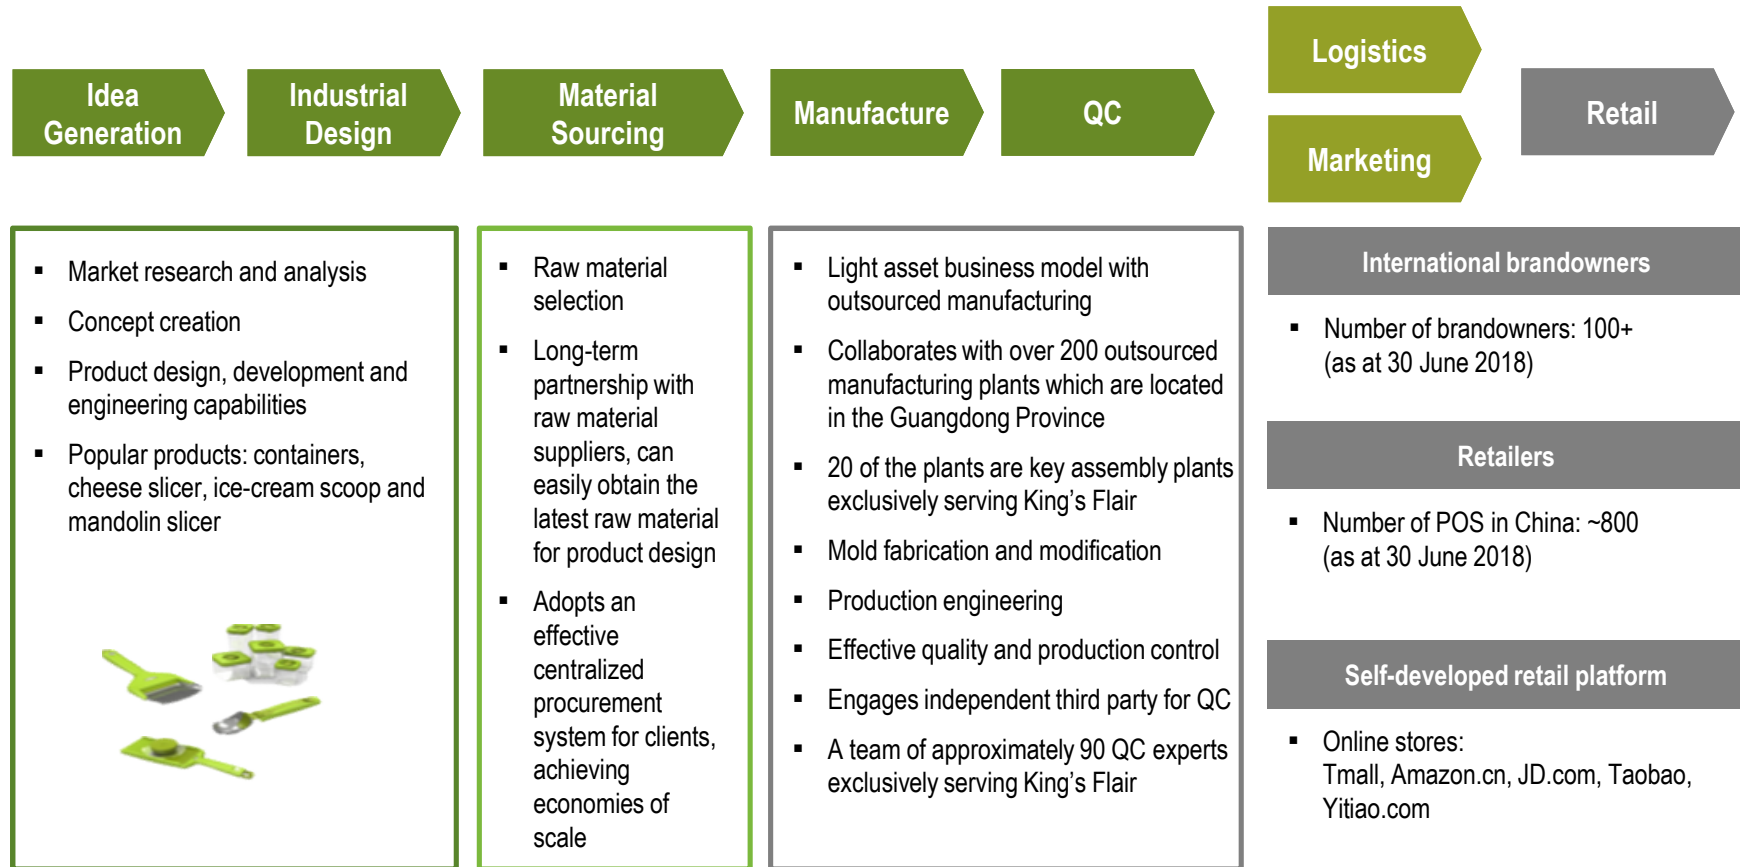 Idea
Generation
Industrial
Design
Material
Sourcing
Manufacture
QC
Logistics
Marketing
Retail
▪ Market research and analysis
▪ Concept creation
▪ Product design, development and
engineering capabilities
▪ Popular products: containers,
cheese slicer, ice-cream scoop and
mandolin slicer
▪ Raw material
selection
▪ Long-term
partnership with
raw material
suppliers, can
easily obtain the
latest raw material
for product design
▪ Adopts an
effective
centralized
procurement
system for clients,
achieving
economies of
scale
▪ Light asset business model with
outsourced manufacturing
▪ Collaborates with over 200 outsourced
manufacturing plants which are located
in the Guangdong Province
▪ 20 of the plants are key assembly plants
exclusively serving King’s Flair
▪ Mold fabrication and modification
▪ Production engineering
▪ Effective quality and production control
▪ Engages independent third party for QC
▪ A team of approximately 90 QC experts
exclusively serving King’s Flair
International brandowners
▪ Number of brandowners: 100+
(as at 30 June 2018)
Retailers
▪ Number of POS in China: ~800
(as at 30 June 2018)
Self-developed retail platform
▪ Online stores:
Tmall, Amazon.cn, JD.com, Taobao,
Yitiao.com